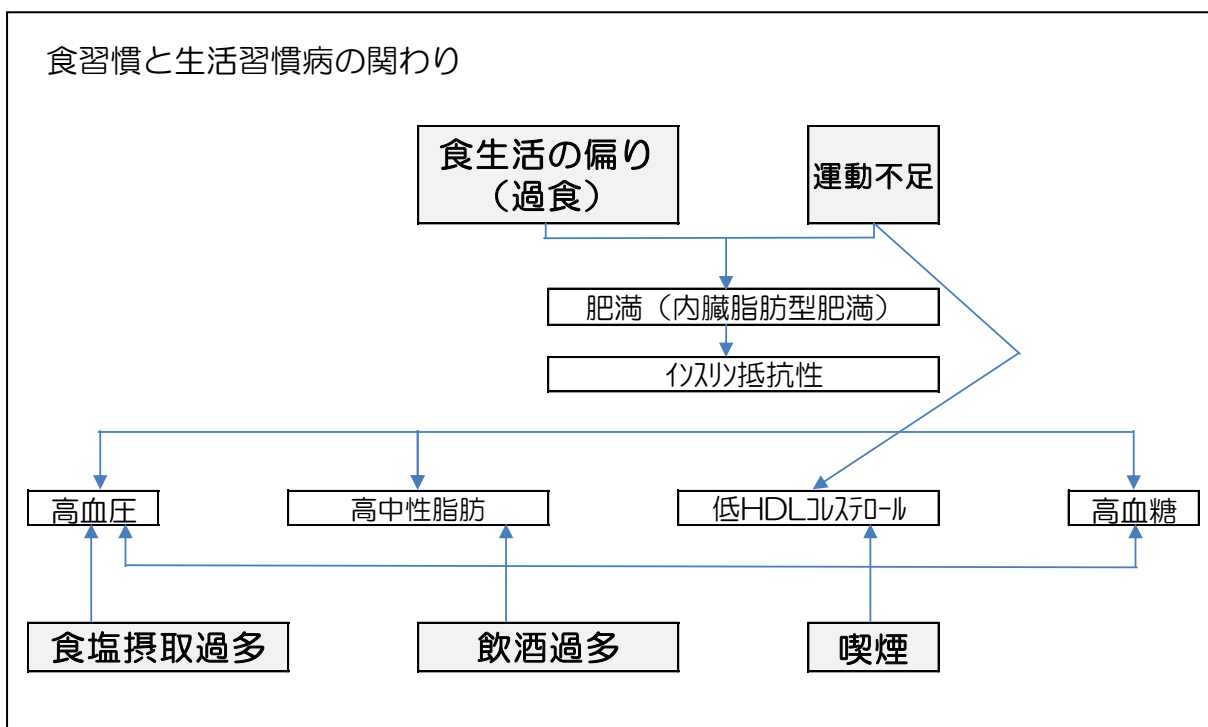 食習慣と生活習慣病の関わり
食生活の偏り
（過食）
運動不足
肥満（内臓脂肪型肥満）
ｲﾝｽﾘﾝ抵抗性
高血圧
高中性脂肪
低HDLｺﾚｽﾃﾛｰﾙ
高血糖
食塩摂取過多
飲酒過多
喫煙